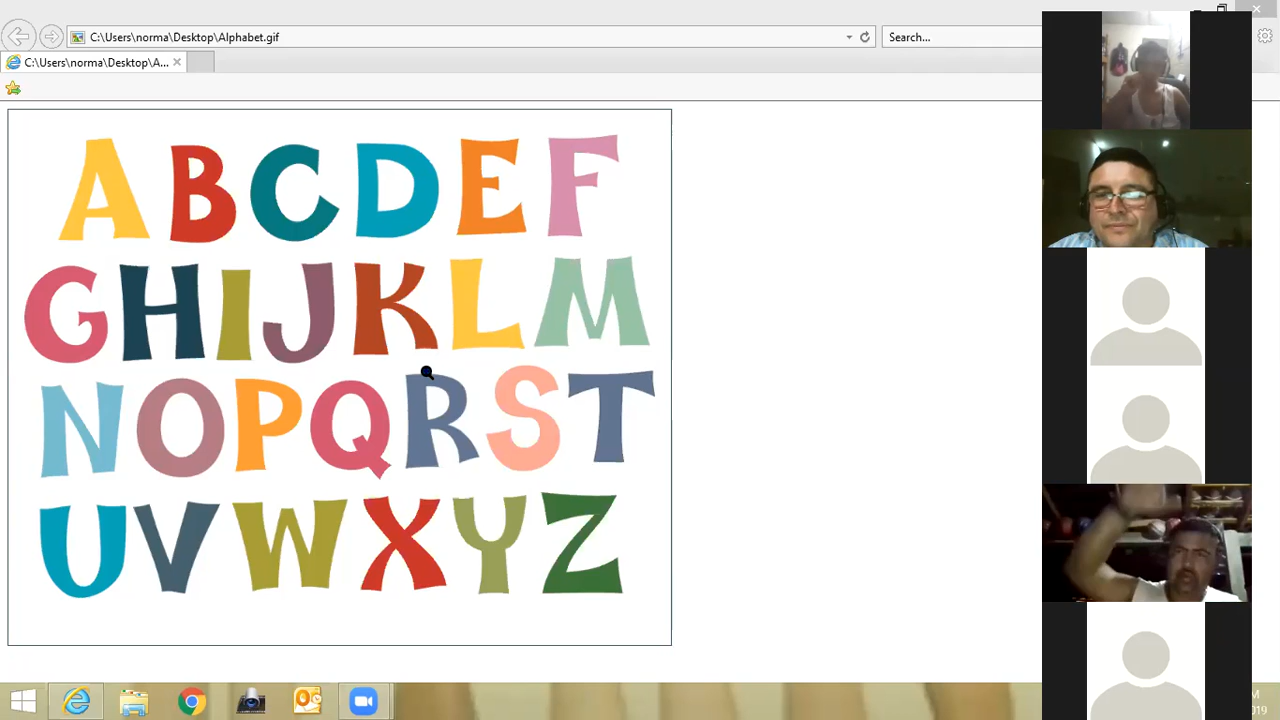 C:\Users\norma\Desktop\Alphabet.gif
Search...
C:\Users\norma\Desktop\A...
A B C D E F
G H I J K L M
N O P Q R S T
U V W X Y Z